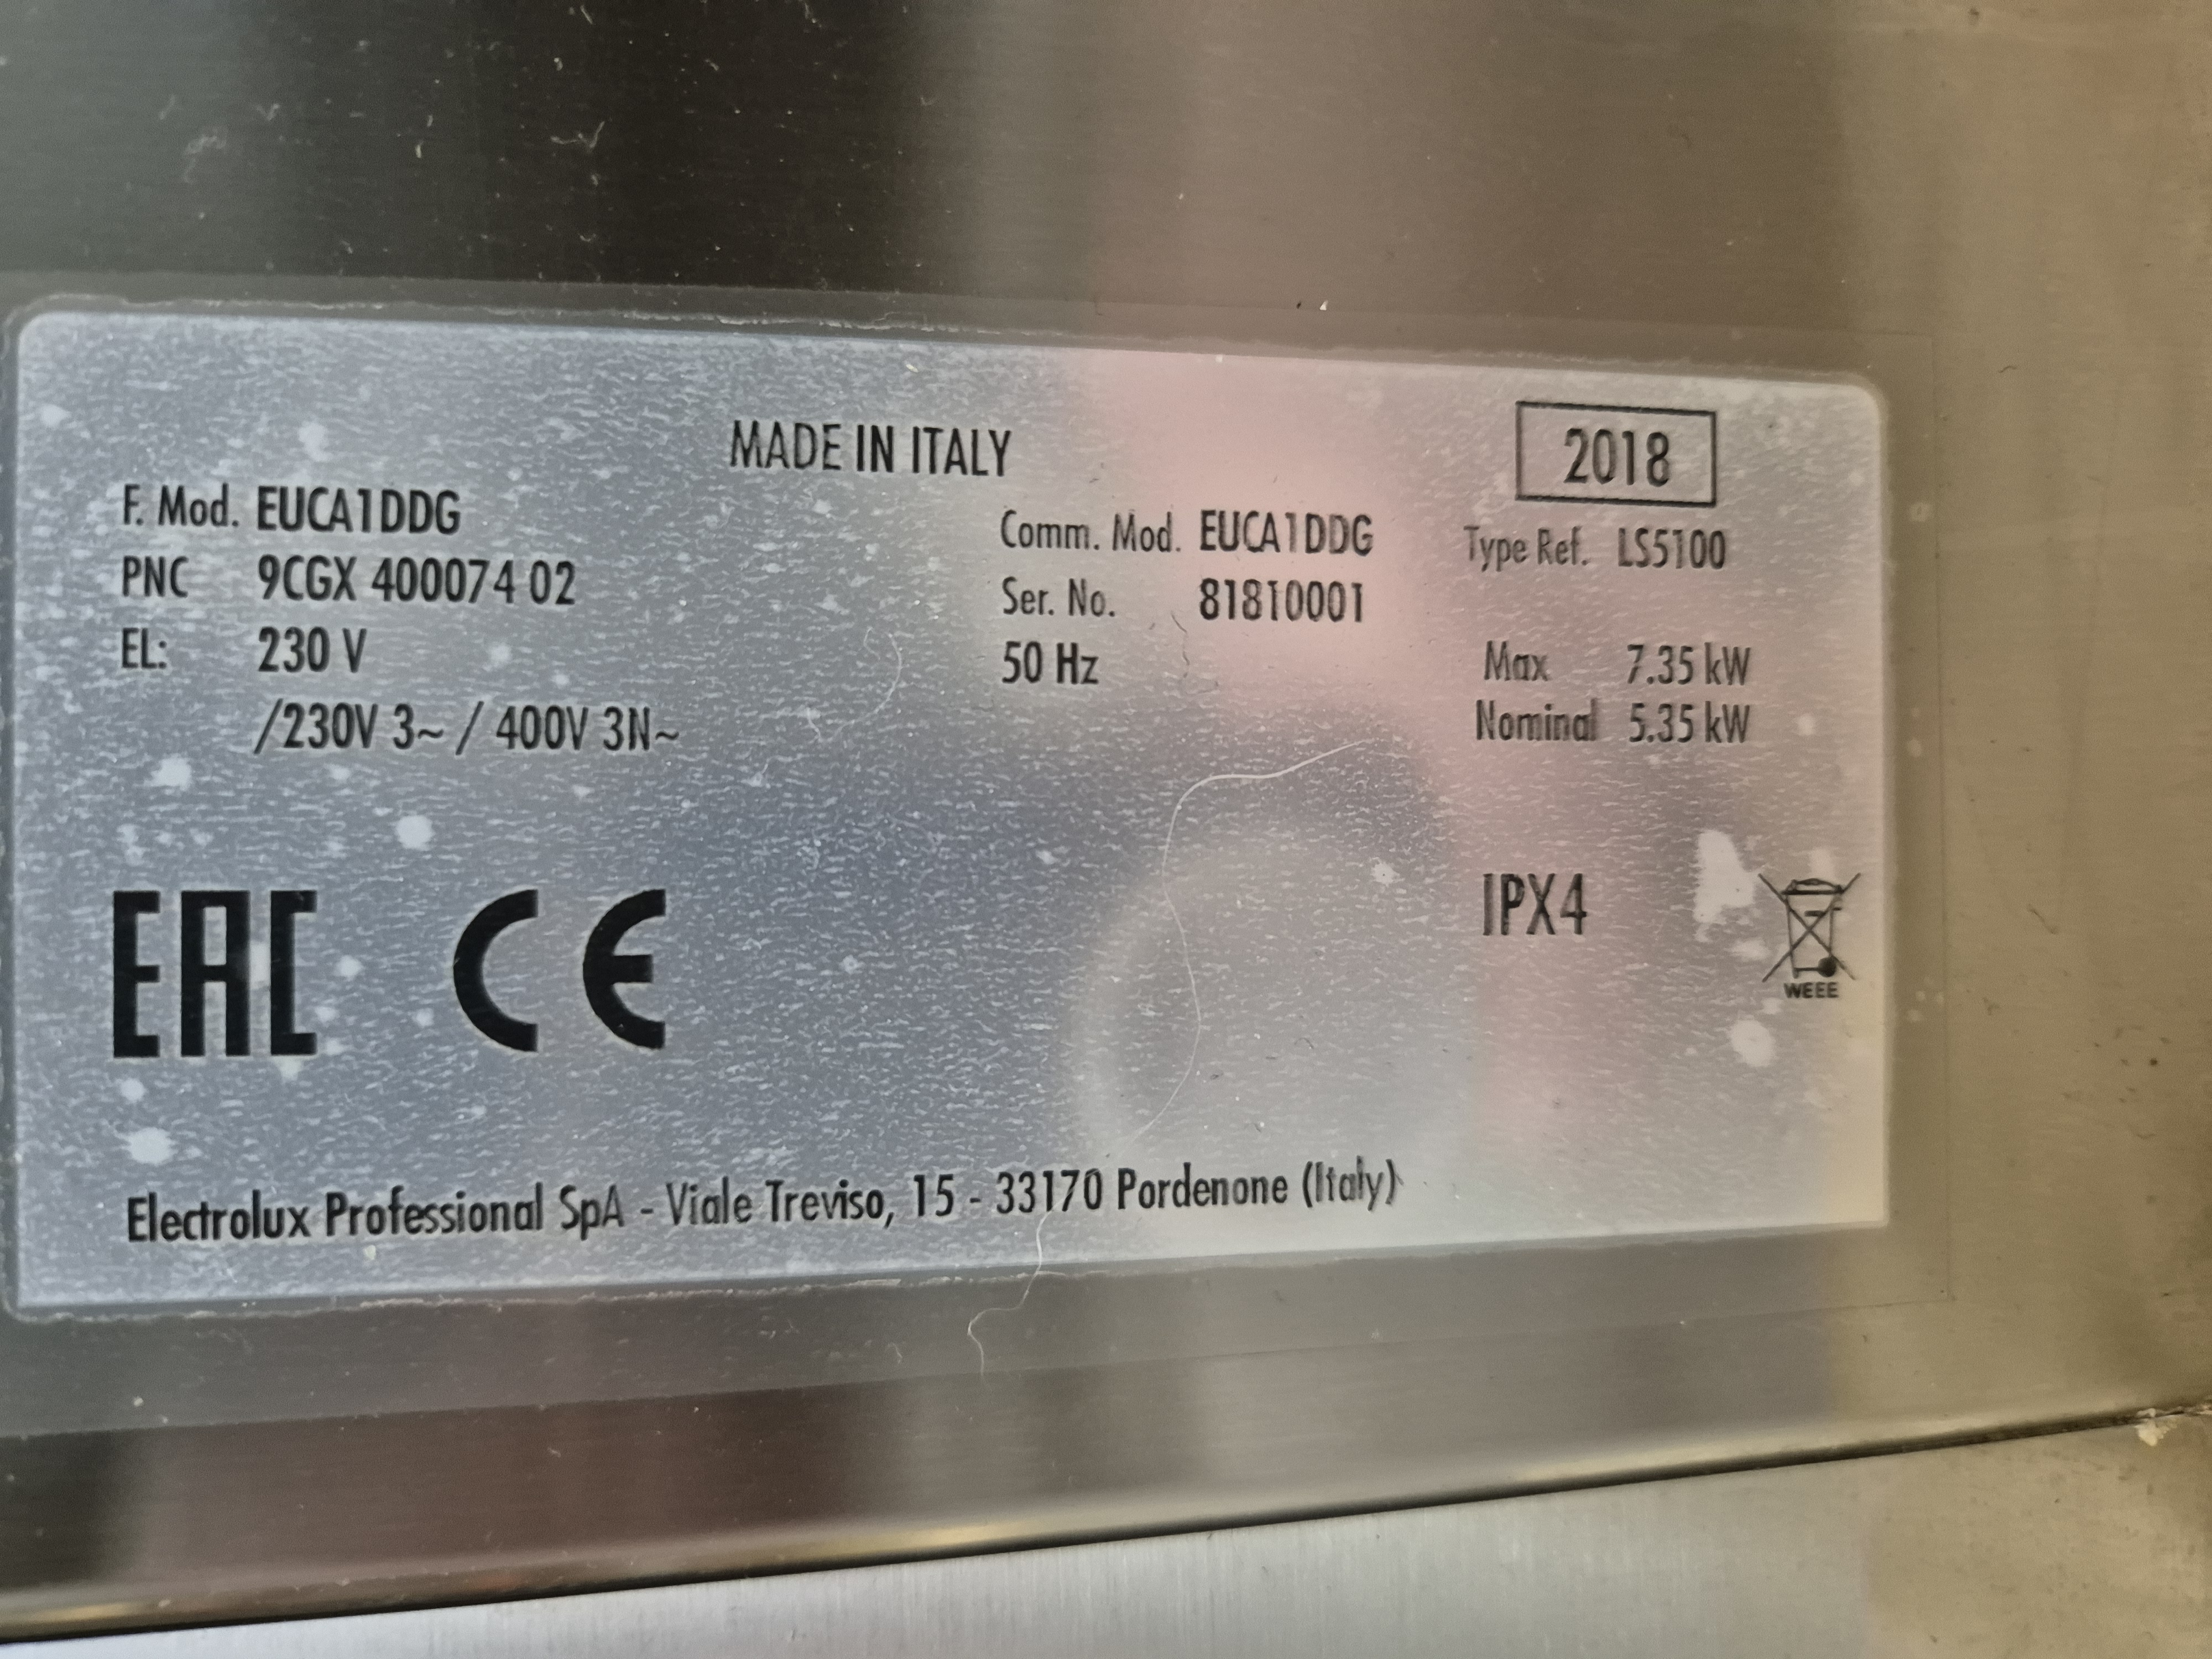 MADE IN ITALY
2018
F. Mod. EUCA1DDG
Comm. Mod. EUCA1DDG
Type Ref. LS5100
PNC 9CGX 400074 02
Ser. No. 81810001
EL: 230 V
50 Hz
Max 7.35 kW
/230V 3~ / 400V 3N~
Nominal 5.35 kW
EAC CE
IPX4
WEEE
Electrolux Professional SpA - Viale Treviso, 15 - 33170 Pordenone (Italy)